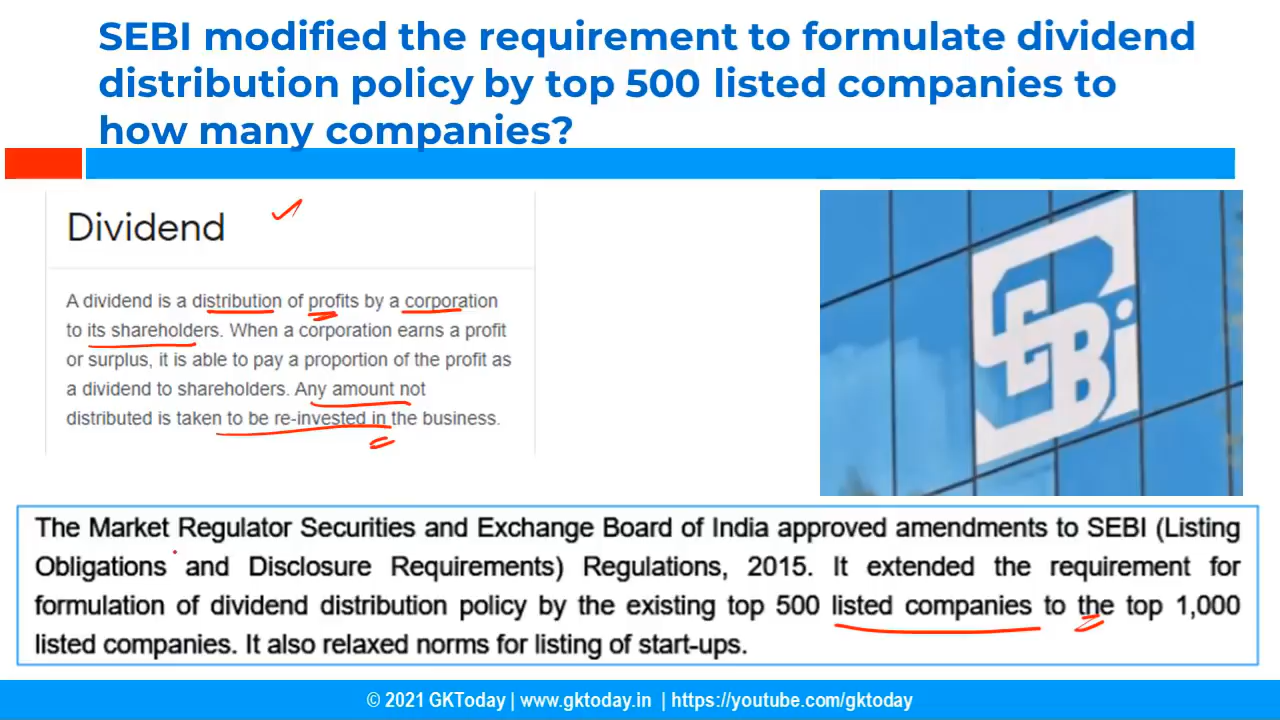 SEBI modified the requirement to formulate dividend
distribution policy by top 500 listed companies to
how many companies?
Dividend
A dividend is a distribution of profits by a corporation
to its shareholders. When a corporation earns a profit
or surplus, it is able to pay a proportion of the profit as
a dividend to shareholders. Any amount not
distributed is taken to be re-invested in the business.
SEBi
The Market Regulator Securities and Exchange Board of India approved amendments to SEBI (Listing
Obligations and Disclosure Requirements) Regulations, 2015. It extended the requirement for
formulation of dividend distribution policy by the existing top 500 listed companies to the top 1,000
listed companies. It also relaxed norms for listing of start-ups.
© 2021 GKToday | www.gktoday.in | https://youtube.com/gktoday